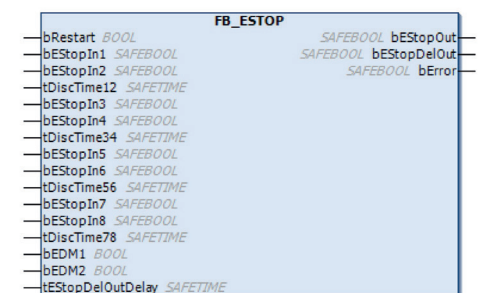 FB_ESTOP
bRestart BOOL SAFEBOOL bEStopOut
bEStopIn1 SAFEBOOL SAFEBOOL bEStopDelOut
bEStopIn2 SAFEBOOL SAFEBOOL bError
tDiscTime12 SAFETIME
bEStopIn3 SAFEBOOL
bEStopIn4 SAFEBOOL
tDiscTime34 SAFETIME
bEStopIn5 SAFEBOOL
bEStopIn6 SAFEBOOL
tDiscTime56 SAFETIME
bEStopIn7 SAFEBOOL
bEStopIn8 SAFEBOOL
tDiscTime78 SAFETIME
bEDM1 BOOL
bEDM2 BOOL
tEStopDelOutDelay SAFETIME